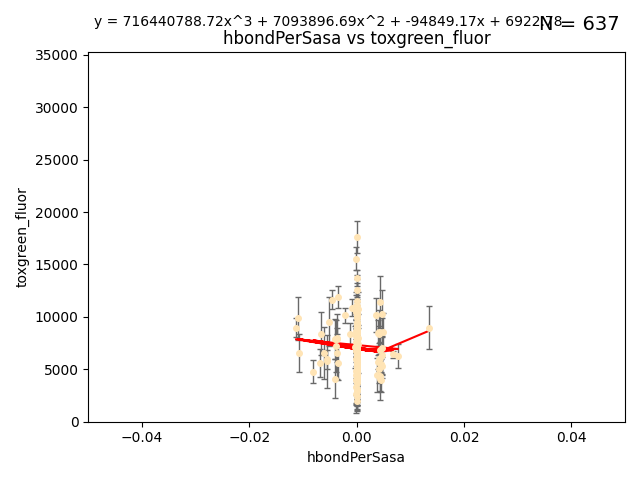 y = 716440788.72x^3 + 7093896.69x^2 + -94849.17x + 6922.78
N = 637
hbondPerSasa vs toxgreen_fluor
35000
30000
25000
20000
15000
10000
5000
0
toxgreen_fluor
−0.04
−0.02
0.00
0.02
0.04
hbondPerSasa